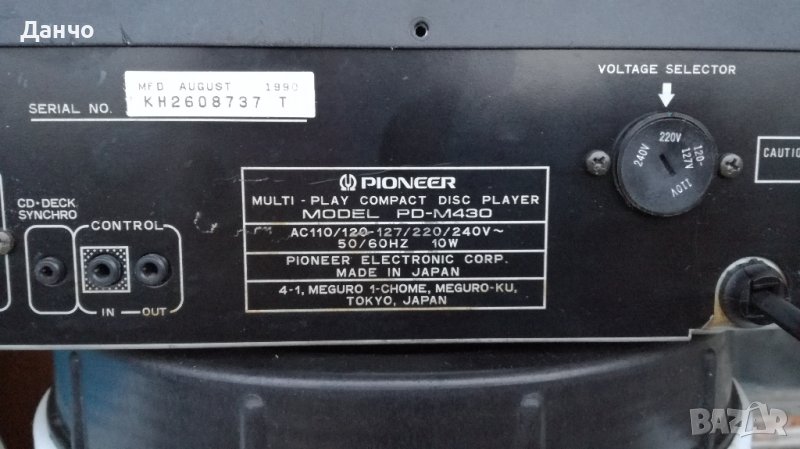 Данчо
MFD AUGUST 1990
SERIAL NO. KH2608737 T
VOLTAGE SELECTOR
220V
240V
120-
127V
110V
CAUTIO
CD•DECK
SYNCHRO
CONTROL
IN OUT
PIONEER
MULTI - PLAY COMPACT DISC PLAYER
MODEL PD-M430
AC110/120-127/220/240V~
50/60HZ 10W
PIONEER ELECTRONIC CORP.
MADE IN JAPAN
4-1, MEGURO 1-CHOME, MEGURO-KU,
TOKYO, JAPAN
BAZAR